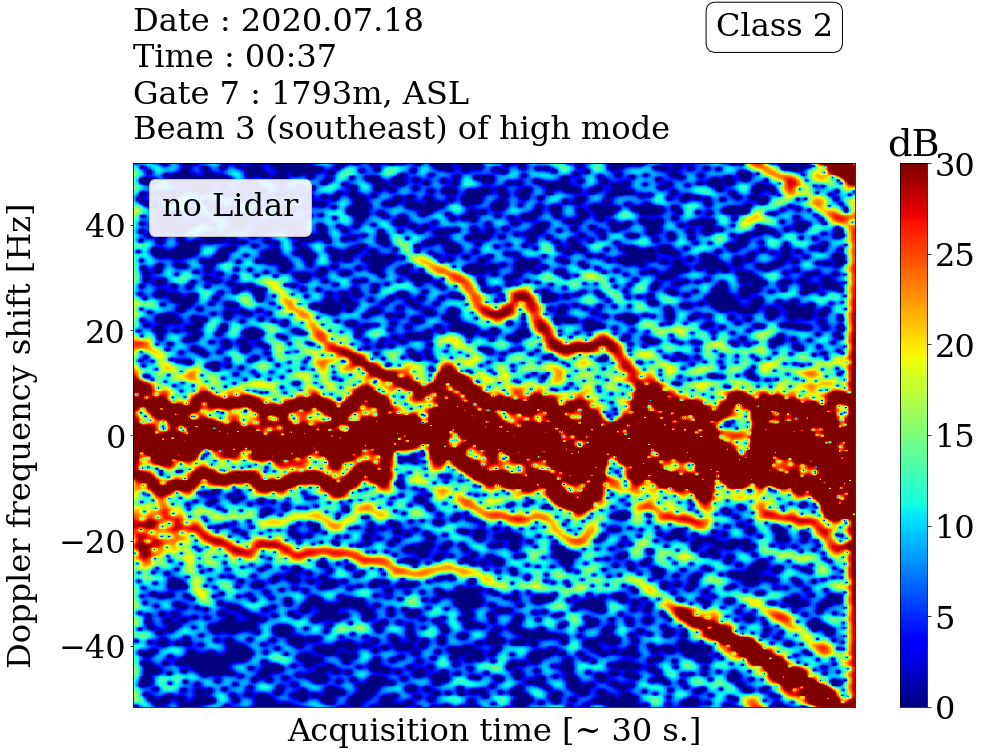 Date : 2020.07.18
Time : 00:37
Gate 7 : 1793m, ASL
Beam 3 (southeast) of high mode
Class 2
dB
no Lidar
Doppler frequency shift [Hz]
40
20
0
−20
−40
30
25
20
15
10
5
0
Acquisition time [~ 30 s.]